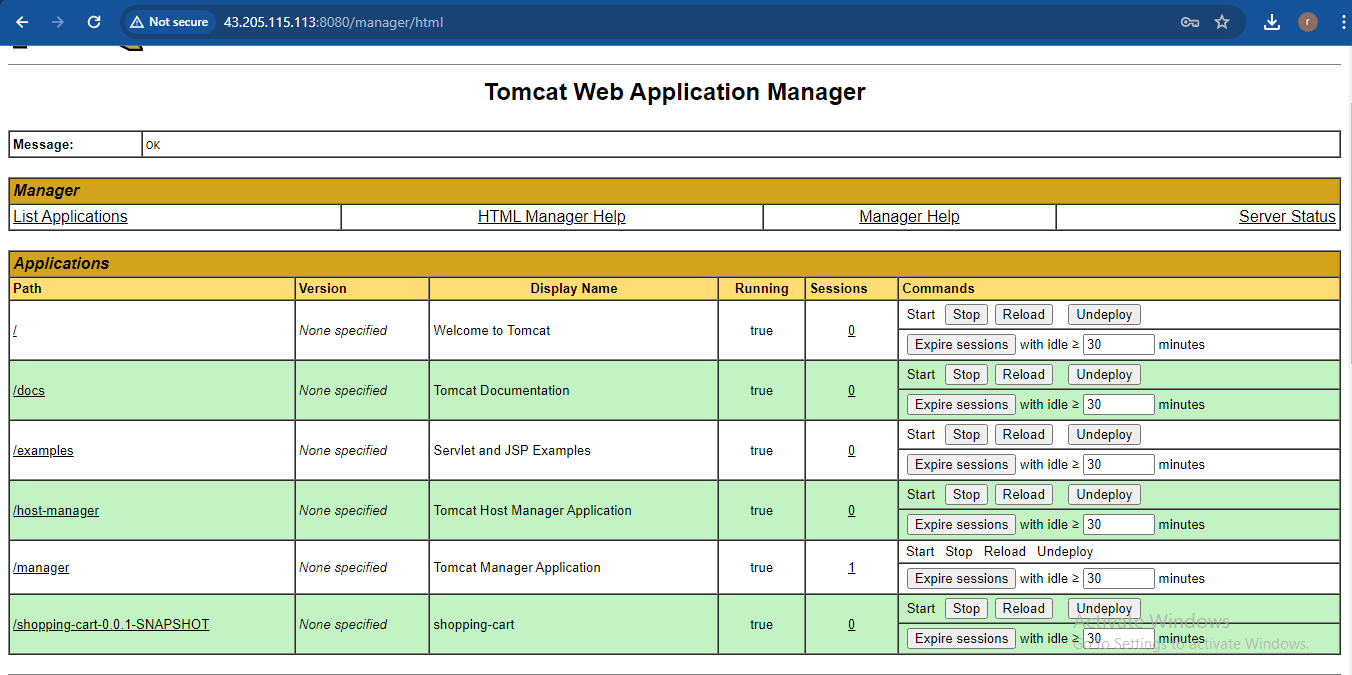 Not secure 43.205.115.113:8080/manager/html r
Tomcat Web Application Manager
Message: OK
Manager
List Applications HTML Manager Help Manager Help Server Status
Applications
Path Version Display Name Running Sessions Commands
/ None specified Welcome to Tomcat true 0 Start Stop Reload Undeploy
Expire sessions with idle ≥ 30 minutes
/docs None specified Tomcat Documentation true 0 Start Stop Reload Undeploy
Expire sessions with idle ≥ 30 minutes
/examples None specified Servlet and JSP Examples true 0 Start Stop Reload Undeploy
Expire sessions with idle ≥ 30 minutes
/host-manager None specified Tomcat Host Manager Application true 0 Start Stop Reload Undeploy
Expire sessions with idle ≥ 30 minutes
/manager None specified Tomcat Manager Application true 1 Start Stop Reload Undeploy
Expire sessions with idle ≥ 30 minutes
/shopping-cart-0.0.1-SNAPSHOT None specified shopping-cart true 0 Start Stop Reload Undeploy
Expire sessions with idle ≥ 30 minutes
Activate Windows
Go to Settings to activate Windows.